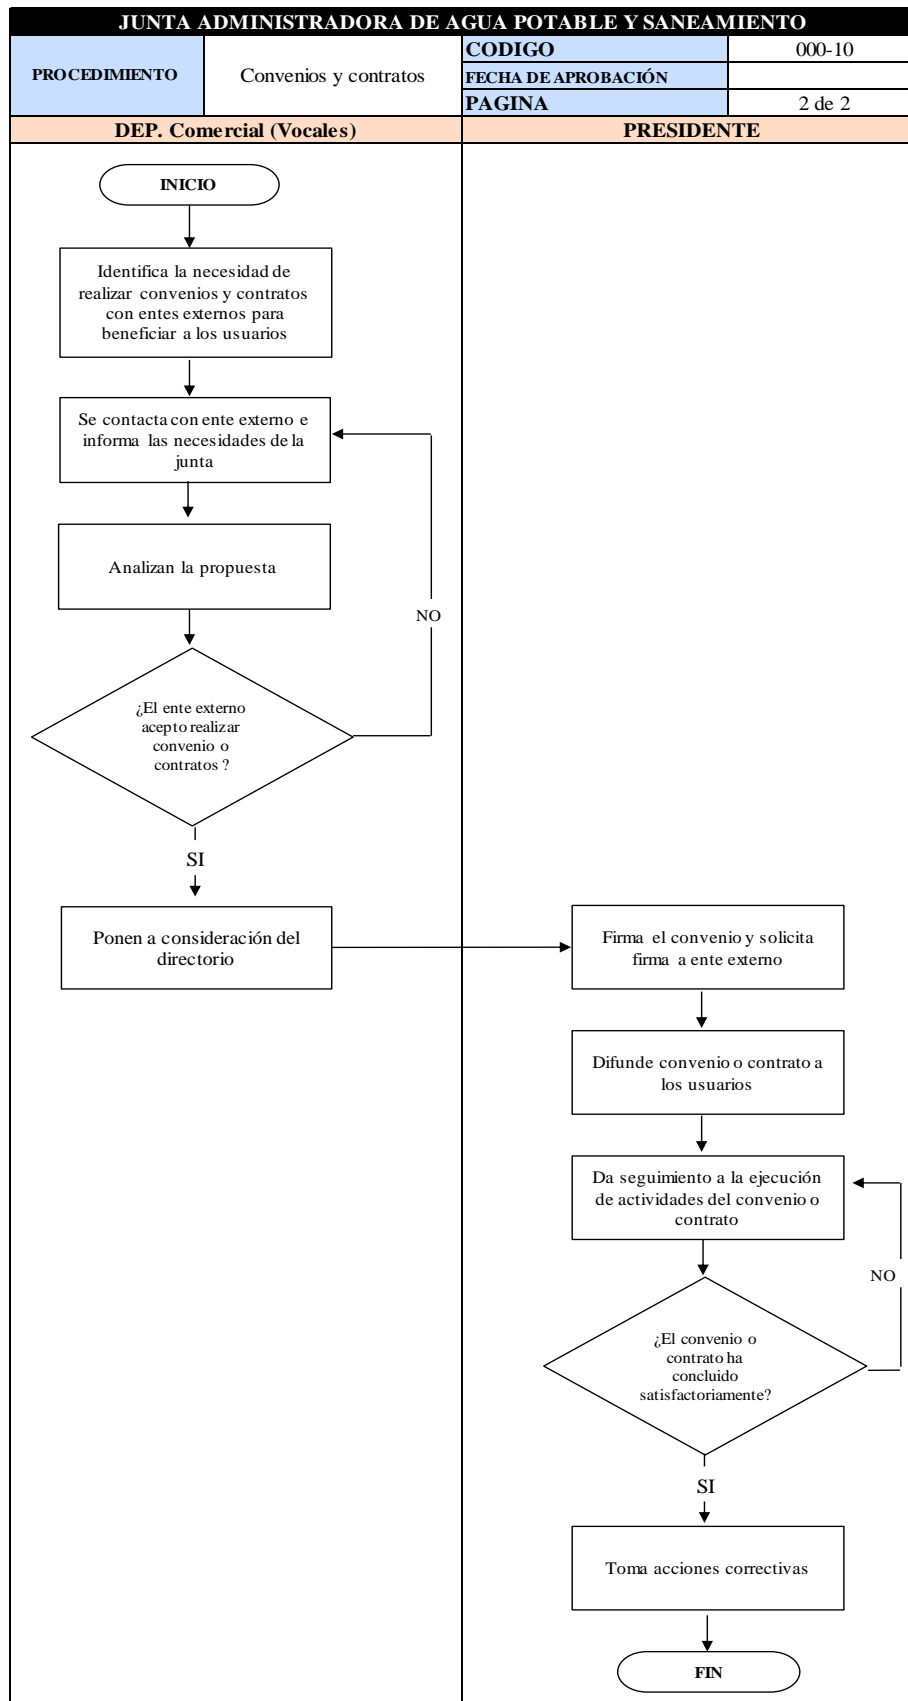 JUNTA ADMINISTRADORA DE AGUA POTABLE Y SANEAMIENTO
PROCEDIMIENTO
Convenios y contratos
CODIGO
000-10
FECHA DE APROBACIÓN
PAGINA
2 de 2
DEP. Comercial (Vocales)
PRESIDENTE
INICIO
Identifica la necesidad de
realizar convenios y contratos
con entes externos para
beneficiar a los usuarios
Se contacta con ente externo e
informa las necesidades de la
junta
Analizan la propuesta
NO
¿El ente externo
acepto realizar
convenio o
contratos ?
SI
Ponen a consideración del
directorio
Firma el convenio y solicita
firma a ente externo
Difunde convenio o contrato a
los usuarios
Da seguimiento a la ejecución
de actividades del convenio o
contrato
NO
¿El convenio o
contrato ha
concluido
satisfactoriamente?
SI
Toma acciones correctivas
FIN